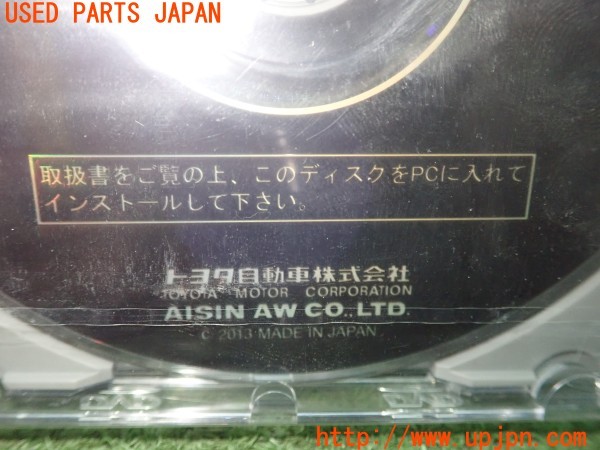 USED PARTS JAPAN
取扱書をご覧の上、このディスクをPCに入れて
インストールして下さい。
トヨタ自動車株式会社
TOYOTA MOTOR CORPORATION
AISIN AW CO.,LTD.
C 2013 MADE IN JAPAN
http://www.upjpn.com